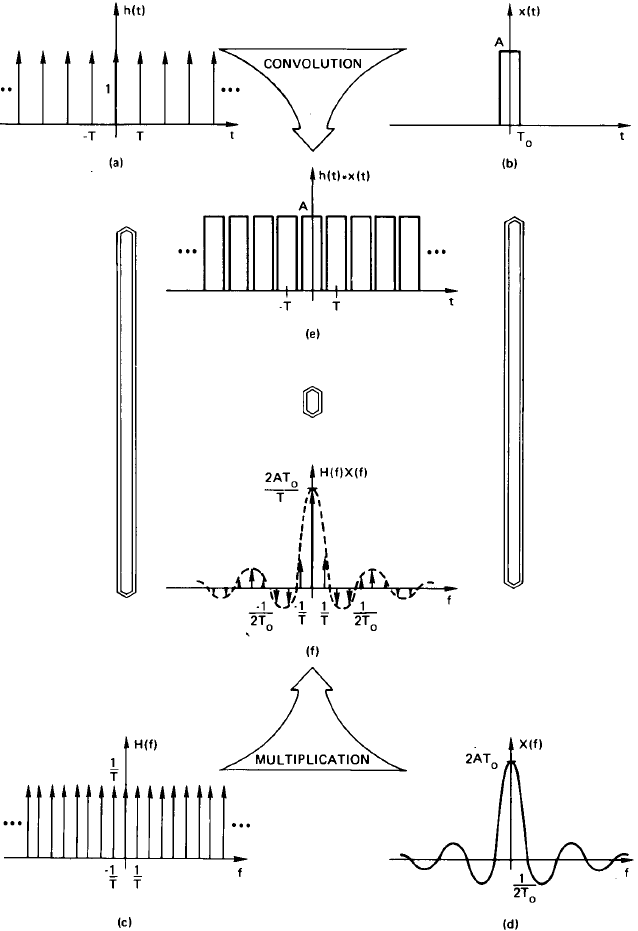 h(t)
1
-T T t
(a)
CONVOLUTION
x(t)
A
T₀ t
(b)
h(t)*x(t)
A
-T T t
(e)
H(f)X(f)
2AT₀/T
-1/2T₀ -1/T 1/T 1/2T₀ f
(f)
MULTIPLICATION
H(f)
1/T
-1/T 1/T f
(c)
X(f)
2AT₀
1/2T₀ f
(d)